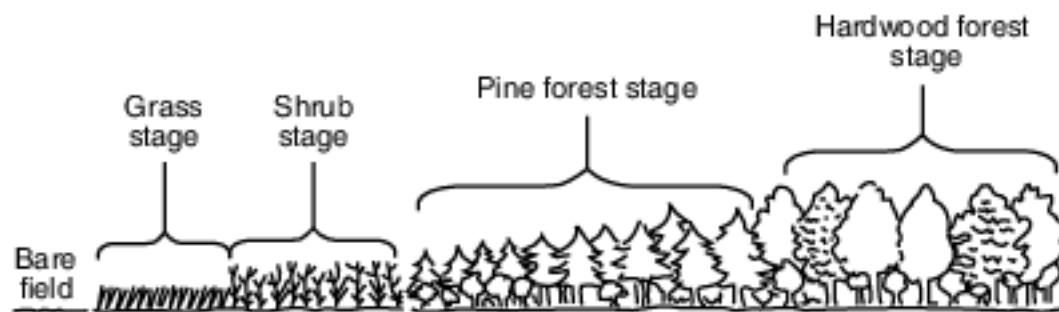 Bare
field
Grass
stage
Shrub
stage
Pine forest stage
Hardwood forest
stage